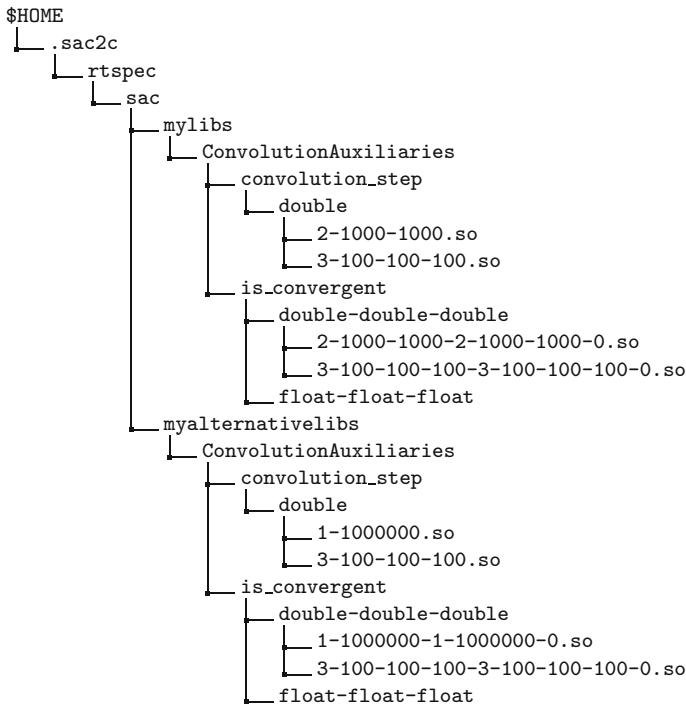 $HOME
.sac2c
rtspec
sac
mylibs
ConvolutionAuxiliaries
convolution_step
double
2-1000-1000.so
3-100-100-100.so
is_convergent
double-double-double
2-1000-1000-2-1000-1000-0.so
3-100-100-100-3-100-100-100-0.so
float-float-float
myalternativelibs
ConvolutionAuxiliaries
convolution_step
double
1-1000000.so
3-100-100-100.so
is_convergent
double-double-double
1-1000000-1-1000000-0.so
3-100-100-100-3-100-100-100-0.so
float-float-float